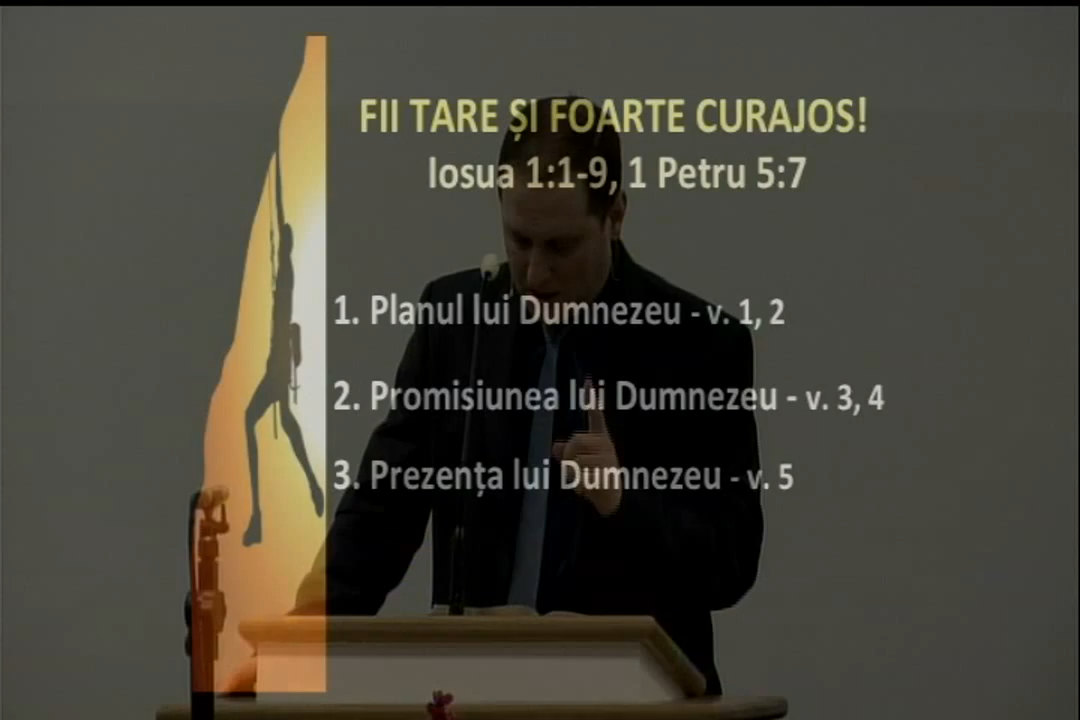 FII TARE ȘI FOARTE CURAJOS!
Iosua 1:1-9, 1 Petru 5:7
1. Planul lui Dumnezeu - v. 1, 2
2. Promisiunea lui Dumnezeu - v. 3, 4
3. Prezența lui Dumnezeu - v. 5